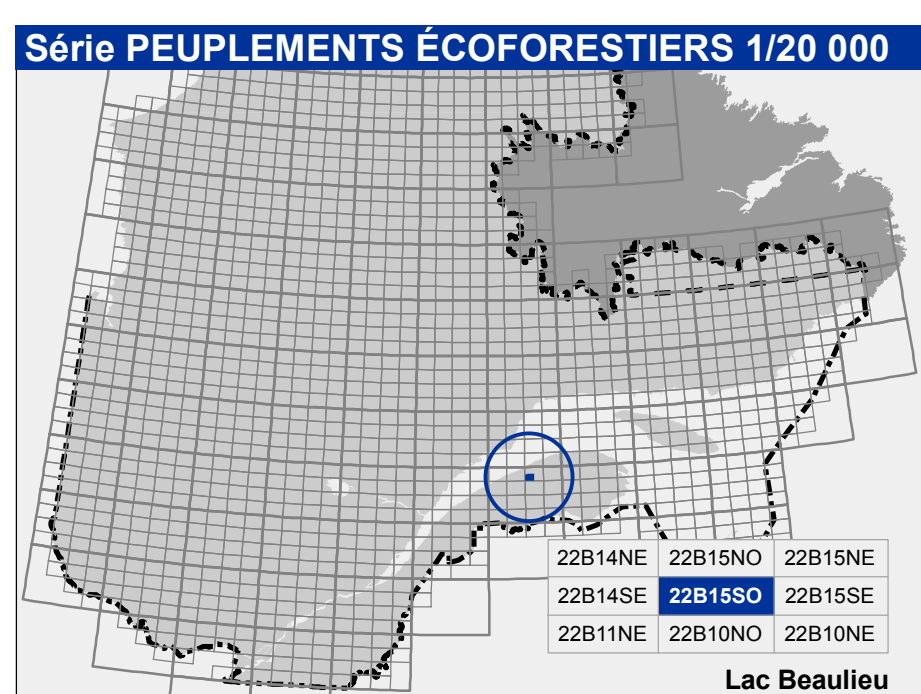 Série PEUPLEMENTS ÉCOFORESTIERS 1/20 000
22B14NE 22B15NO 22B15NE
22B14SE 22B15SO 22B15SE
22B11NE 22B10NO 22B10NE
Lac Beaulieu